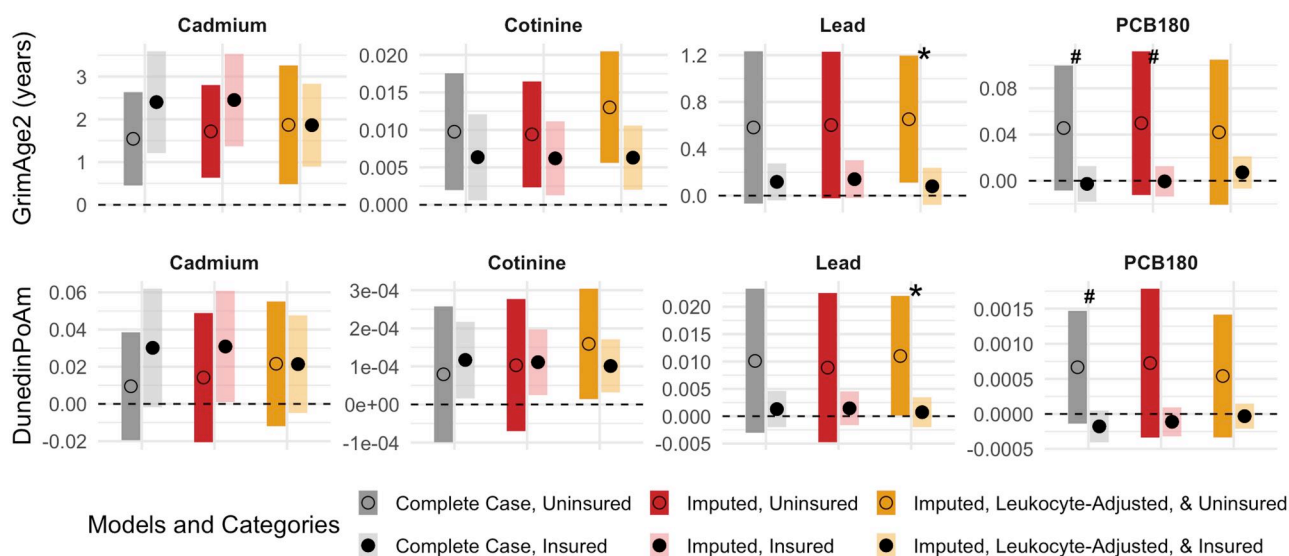 Cadmium Cotinine Lead PCB180
GrimAge2 (years)
3 2 1 0
0.020 0.015 0.010 0.005 0.000
1.2 0.9 0.6 0.3 0.0
*
0.08 0.04 0.00
# #
Cadmium Cotinine Lead PCB180
DunedinPoAm
0.06 0.04 0.02 0.00 -0.02
3e-04 2e-04 1e-04 0e+00 -1e-04
0.020 0.015 0.010 0.005 0.000 -0.005
*
0.0015 0.0010 0.0005 0.0000 -0.0005
#
Models and Categories
Complete Case, Uninsured Imputed, Uninsured Imputed, Leukocyte-Adjusted, & Uninsured
Complete Case, Insured Imputed, Insured Imputed, Leukocyte-Adjusted, & Insured